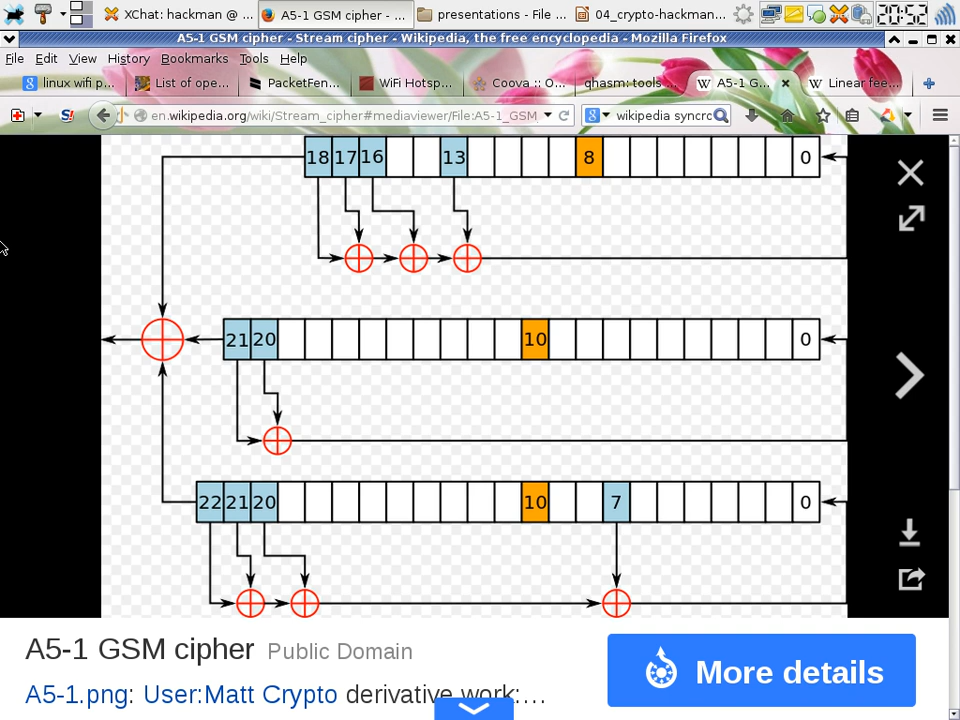 XChat: hackman @ ... A5-1 GSM cipher - ... presentations - File ... 04_crypto-hackman... 20:52
A5-1 GSM cipher - Stream cipher - Wikipedia, the free encyclopedia - Mozilla Firefox
File Edit View History Bookmarks Tools Help
linux wifi p... List of ope... PacketFen... WiFi Hotsp... Coova :: O... qhasm: tools... A5-1 G... Linear fee...
en.wikipedia.org/wiki/Stream_cipher#mediaviewer/File:A5-1_GSM wikipedia syncrc
18 17 16 13 8 0
21 20 10 0
22 21 20 10 7 0
A5-1 GSM cipher Public Domain
More details
A5-1.png: User:Matt Crypto derivative work:...